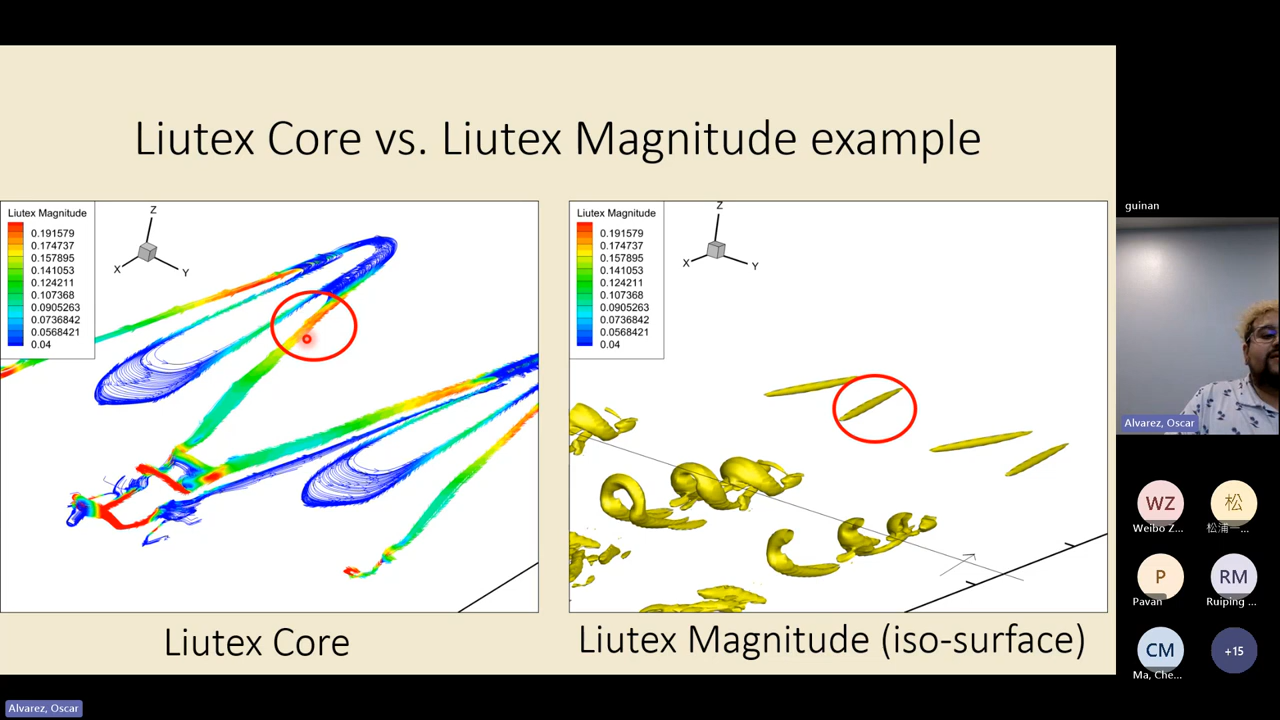 Liutex Core vs. Liutex Magnitude example
Liutex Magnitude
0.191579
0.174737
0.157895
0.141053
0.124211
0.107368
0.0905263
0.0736842
0.0568421
0.04
Z
X
Y
Liutex Magnitude
0.191579
0.174737
0.157895
0.141053
0.124211
0.107368
0.0905263
0.0736842
0.0568421
0.04
Z
X
Y
Liutex Core
Liutex Magnitude (iso-surface)
guinan
Alvarez, Oscar
WZ
Weibo Z...
松
松浦一...
P
Pavan
RM
Ruiping ...
CM
Ma, Che...
+15
Alvarez, Oscar